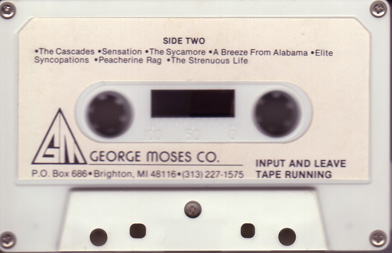 SIDE TWO
•The Cascades •Sensation •The Sycamore •A Breeze From Alabama •Elite
Syncopations •Peacherine Rag •The Strenuous Life
GM
GEORGE MOSES CO.
P.O. Box 686•Brighton, MI 48116•(313) 227-1575
INPUT AND LEAVE
TAPE RUNNING